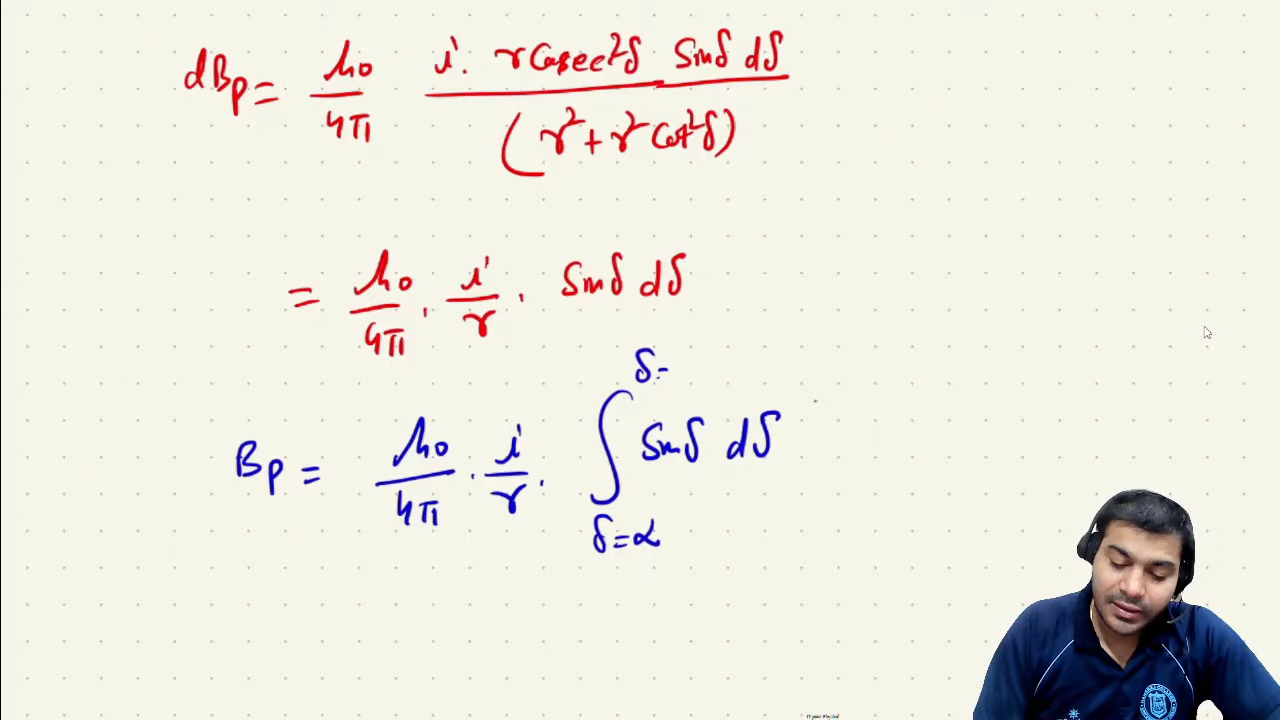 dBp = μ0/4π i. r Cosec²δ Sinδ dδ / (r² + r² Cot²δ)
= μ0/4π . i/r . Sinδ dδ
Bp = μ0/4π . i/r . ∫ δ=α δ= Sinδ dδ